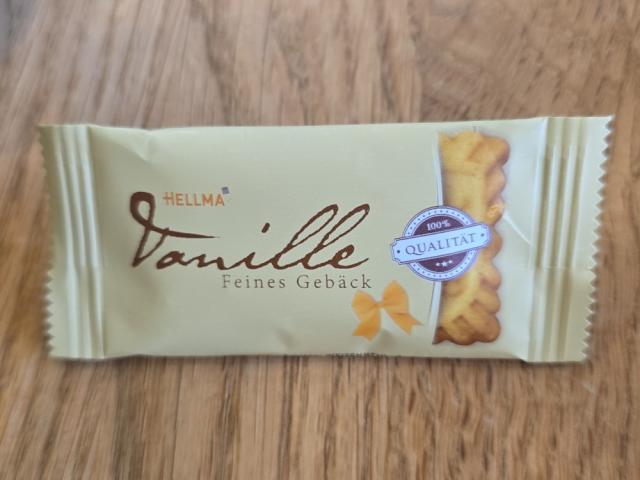 HELLMA
Vanille
Feines Gebäck
100%
QUALITÄT